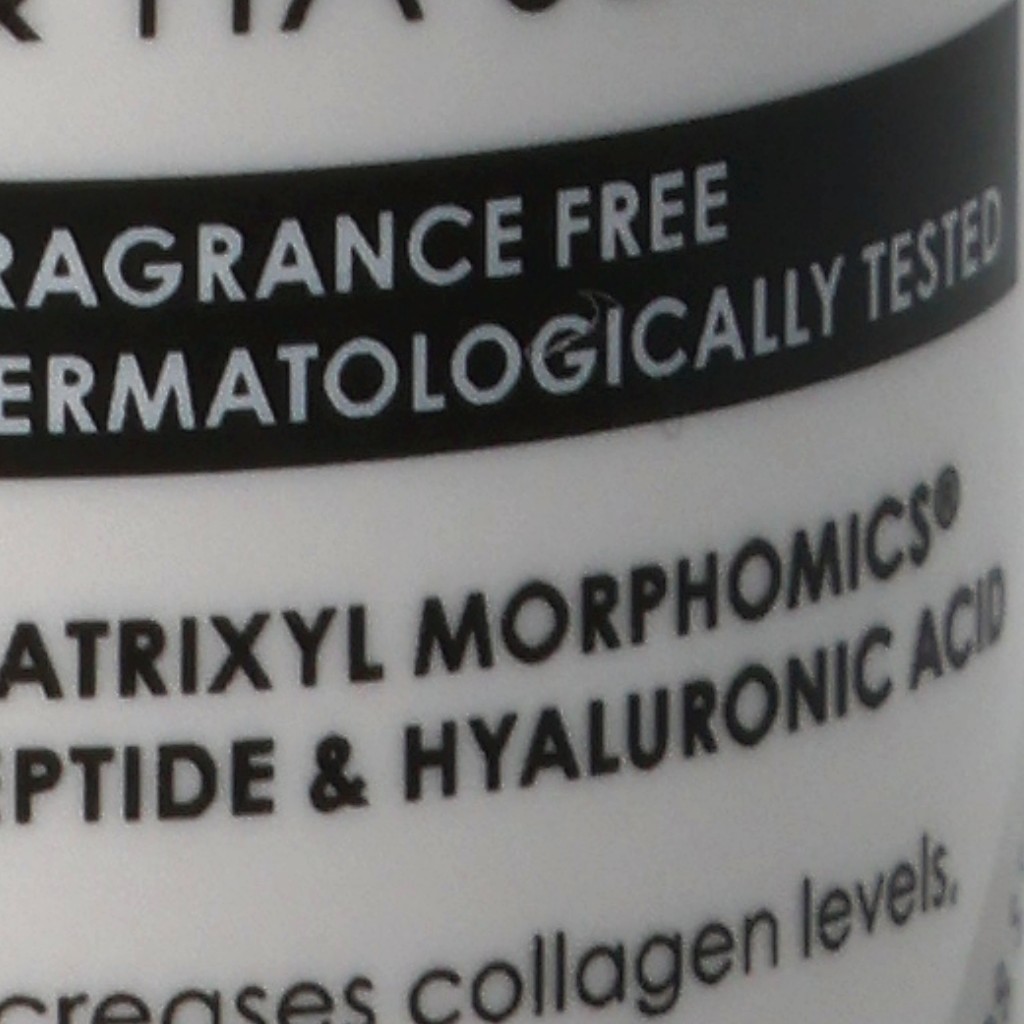 RAGRANCE FREE
ERMATOLOGICALLY TESTED
ATRIXYL MORPHOMICS®
EPTIDE & HYALURONIC ACID
creases collagen levels.